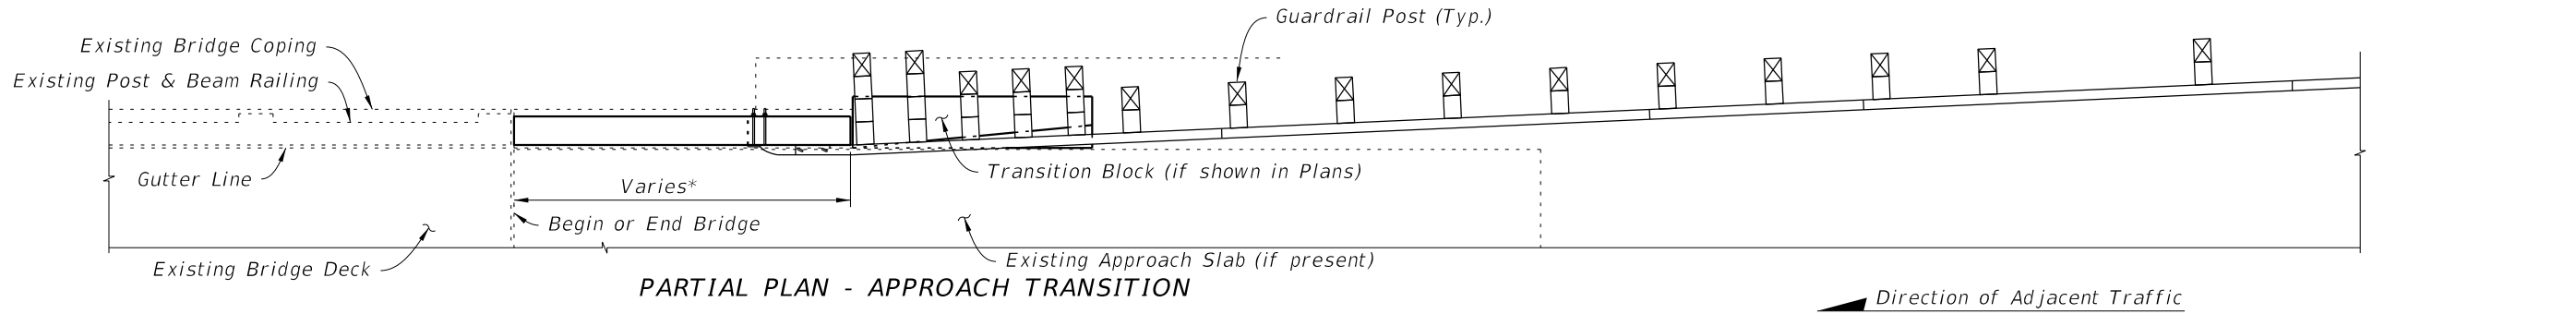 Guardrail Post (Typ.)
Existing Bridge Coping
Existing Post & Beam Railing
Gutter Line
Varies*
Transition Block (if shown in Plans)
Begin or End Bridge
Existing Bridge Deck
Existing Approach Slab (if present)
PARTIAL PLAN - APPROACH TRANSITION
Direction of Adjacent Traffic